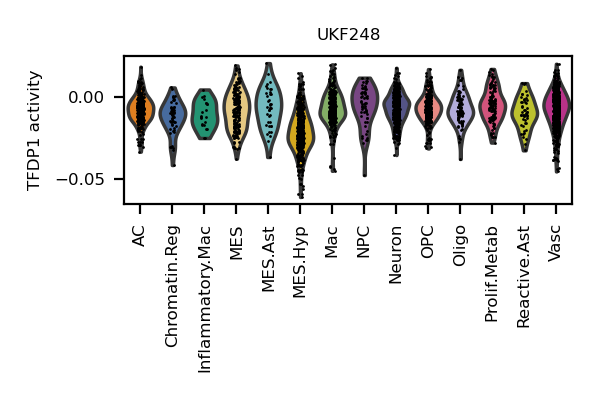 UKF248
TFDP1 activity
0.00
−0.05
AC
Chromatin.Reg
Inflammatory.Mac
MES
MES.Ast
MES.Hyp
Mac
NPC
Neuron
OPC
Oligo
Prolif.Metab
Reactive.Ast
Vasc